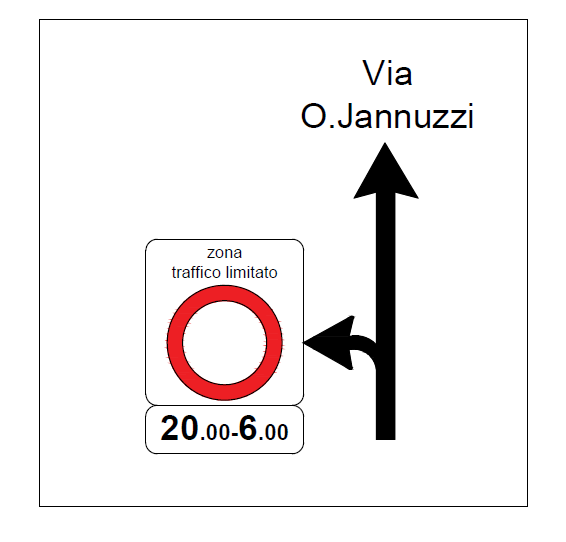 Via
O.Jannuzzi
zona
traffico limitato
20.00-6.00